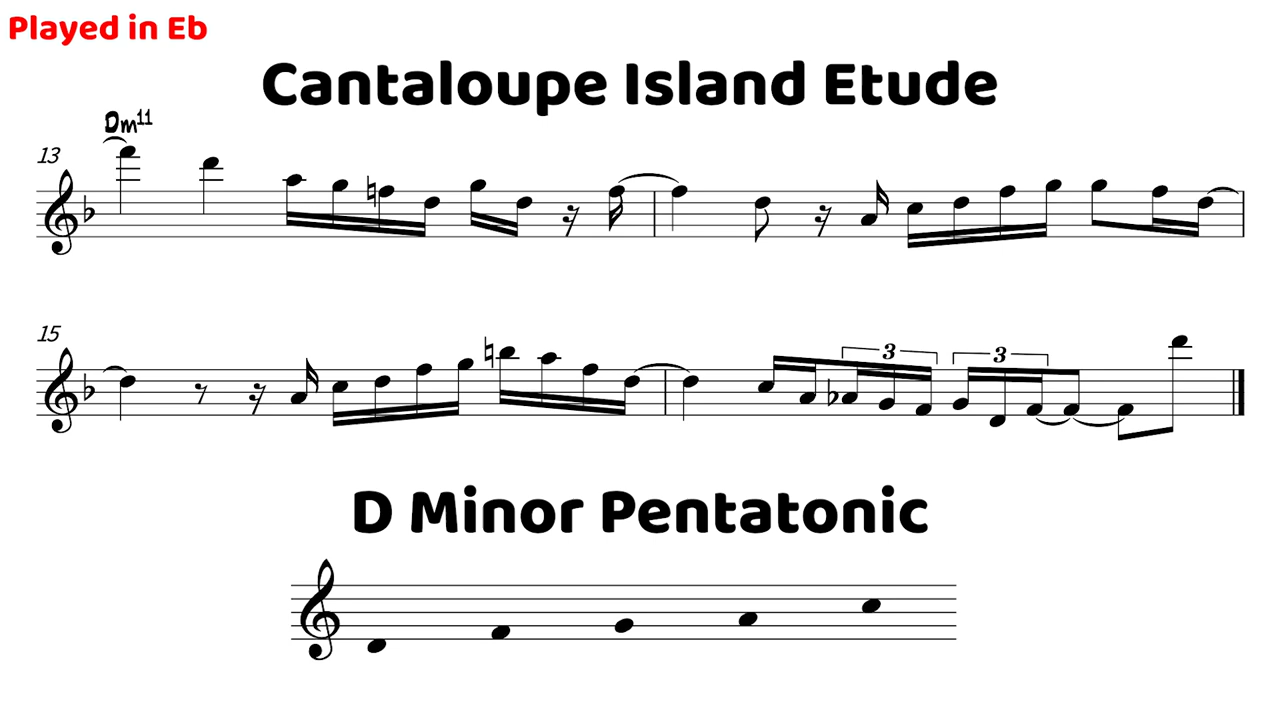 Played in Eb
Cantaloupe Island Etude
Dm11
13
15
3 3
D Minor Pentatonic